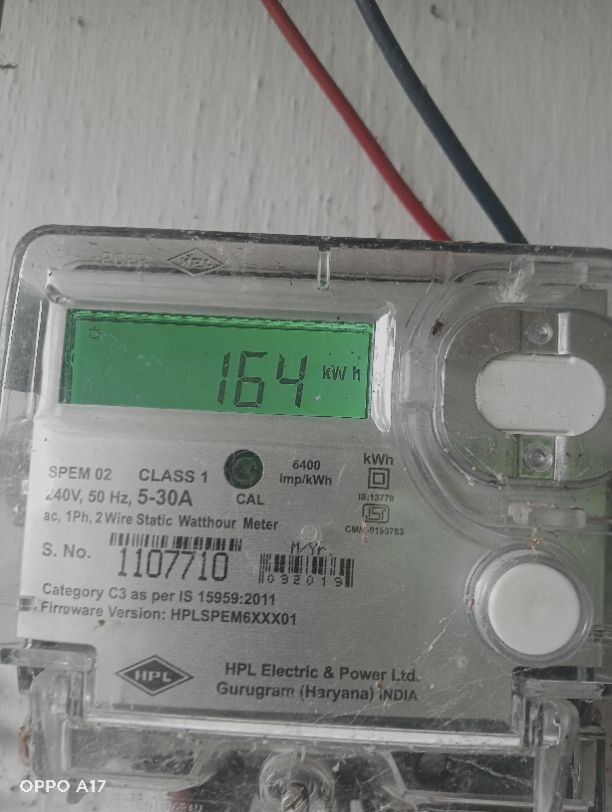 HPL
164 kWh
SPEM 02 CLASS 1
240V, 50 Hz, 5-30A
ac, 1Ph, 2 Wire Static Watthour Meter
CAL
6400
imp/kWh
kWh
IS:13779
ISI
S. No. 1107710
M/Yr.
092019
Category C3 as per IS 15959:2011
Firmware Version: HPLSPEM6XXX01
HPL
HPL Electric & Power Ltd.
Gurugram (Haryana) INDIA
OPPO A17